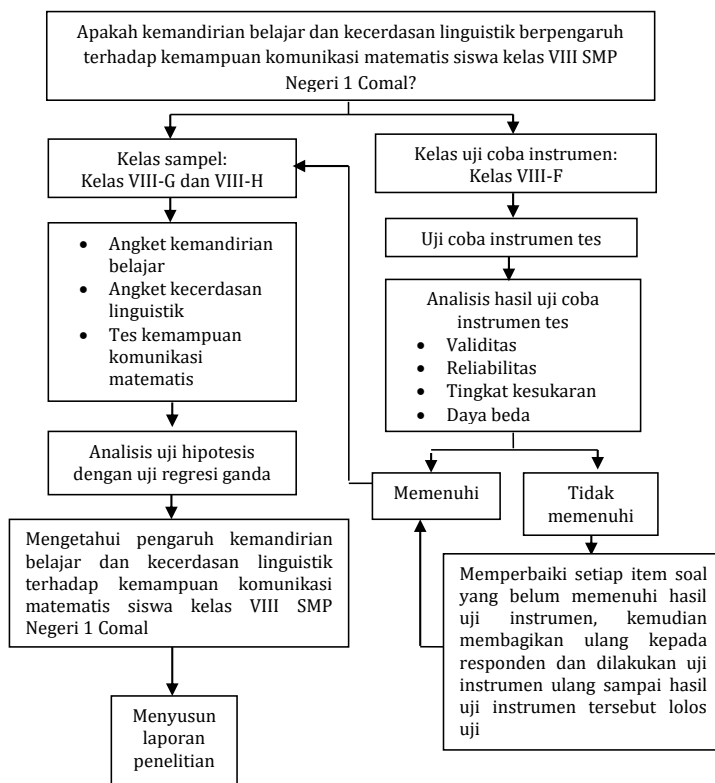 Apakah kemandirian belajar dan kecerdasan linguistik berpengaruh
terhadap kemampuan komunikasi matematis siswa kelas VIII SMP
Negeri 1 Comal?
Kelas sampel:
Kelas VIII-G dan VIII-H
Kelas uji coba instrumen:
Kelas VIII-F
• Angket kemandirian
belajar
• Angket kecerdasan
linguistik
• Tes kemampuan
komunikasi
matematis
Uji coba instrumen tes
Analisis hasil uji coba
instrumen tes
• Validitas
• Reliabilitas
• Tingkat kesukaran
• Daya beda
Analisis uji hipotesis
dengan uji regresi ganda
Memenuhi
Tidak
memenuhi
Mengetahui pengaruh kemandirian
belajar dan kecerdasan linguistik
terhadap kemampuan komunikasi
matematis siswa kelas VIII SMP
Negeri 1 Comal
Memperbaiki setiap item soal
yang belum memenuhi hasil
uji instrumen, kemudian
membagikan ulang kepada
responden dan dilakukan uji
instrumen ulang sampai hasil
uji instrumen tersebut lolos
uji
Menyusun
laporan
penelitian